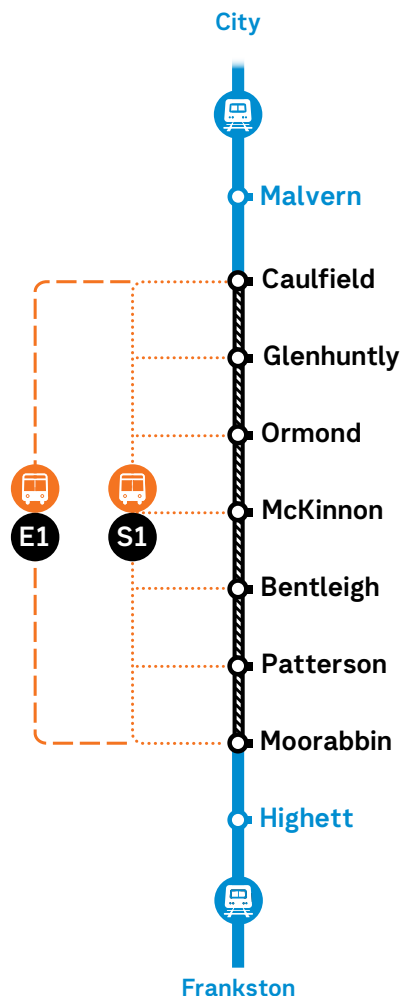 City
Malvern
Caulfield
Glenhuntly
Ormond
McKinnon
E1
S1
Bentleigh
Patterson
Moorabbin
Highett
Frankston